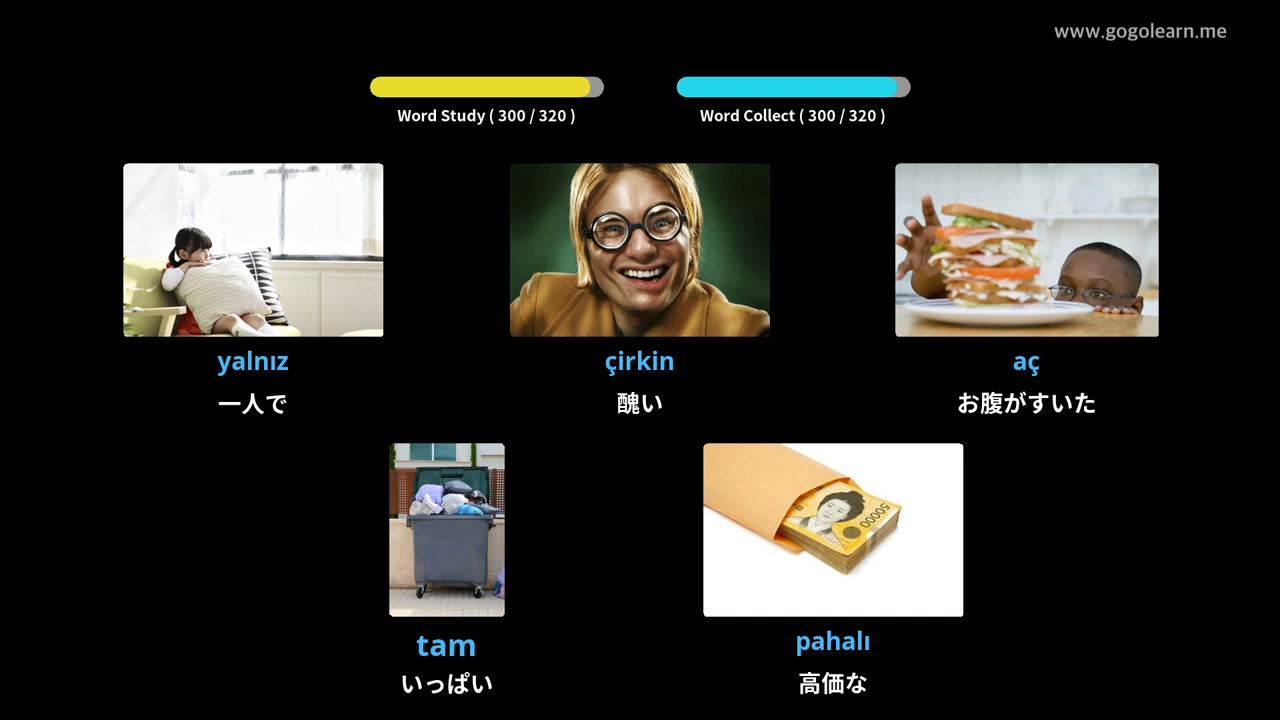 www.gogolearn.me
Word Study ( 300 / 320 )
Word Collect ( 300 / 320 )
yalnız
一人で
çirkin
醜い
aç
お腹がすいた
50000
tam
いっぱい
pahalı
高価な